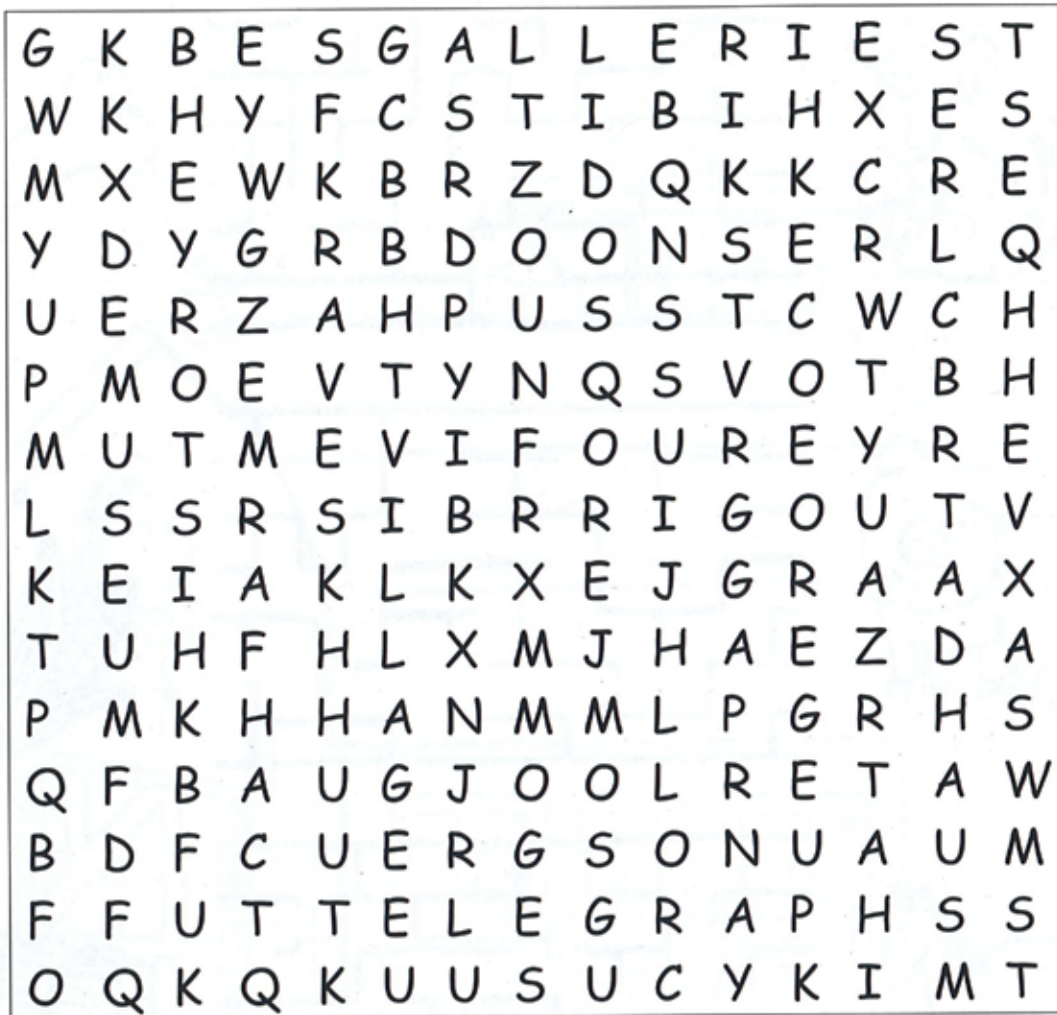 G K B E S G A L L E R I E S T
W K H Y F C S T I B I H X E S
M X E W K B R Z D Q K K C R E
Y D Y G R B D O O N S E R L Q
U E R Z A H P U S S T C W C H
P M O E V T Y N Q S V O T B H
M U T M E V I F O U R E Y R E
L S S R S I B R R I G O U T V
K E I A K L K X E J G R A A X
T U H F H L X M J H A E Z D A
P M K H H A N M M L P G R H S
Q F B A U G J O O L R E T A W
B D F C U E R G S O N U A U M
F F U T T E L E G R A P H S S
O Q K Q K U U S U C Y K I M T